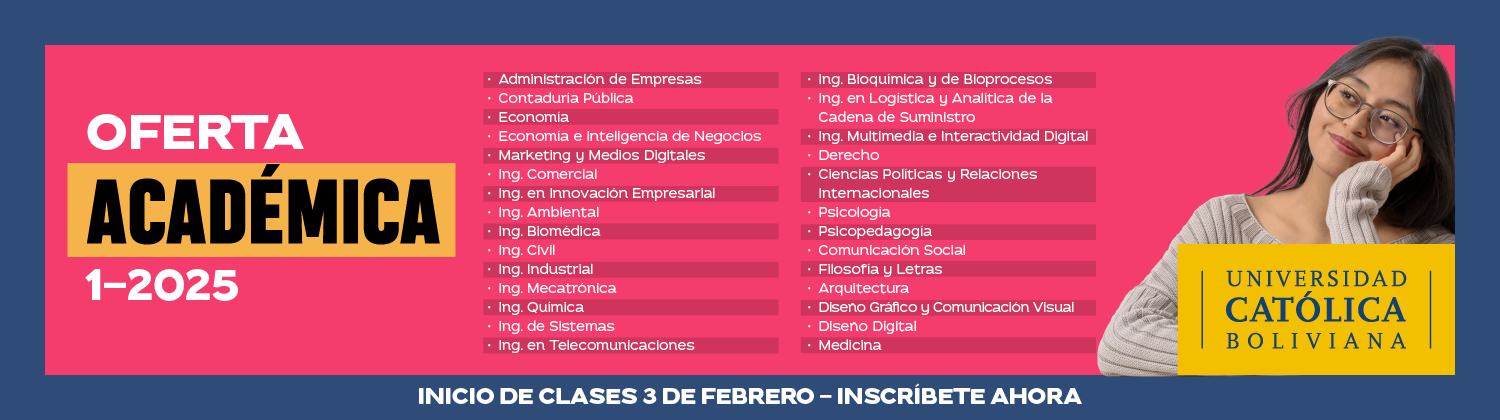 OFERTA
ACADÉMICA
1–2025
• Administración de Empresas
• Contaduría Pública
• Economía
• Economía e Inteligencia de Negocios
• Marketing y Medios Digitales
• Ing. Comercial
• Ing. en Innovación Empresarial
• Ing. Ambiental
• Ing. Biomédica
• Ing. Civil
• Ing. Industrial
• Ing. Mecatrónica
• Ing. Química
• Ing. de Sistemas
• Ing. en Telecomunicaciones
• Ing. Bioquímica y de Bioprocesos
• Ing. en Logística y Analítica de la
Cadena de Suministro
• Ing. Multimedia e Interactividad Digital
• Derecho
• Ciencias Políticas y Relaciones
Internacionales
• Psicología
• Psicopedagogía
• Comunicación Social
• Filosofía y Letras
• Arquitectura
• Diseño Gráfico y Comunicación Visual
• Diseño Digital
• Medicina
UNIVERSIDAD
CATÓLICA
BOLIVIANA
INICIO DE CLASES 3 DE FEBRERO – INSCRÍBETE AHORA